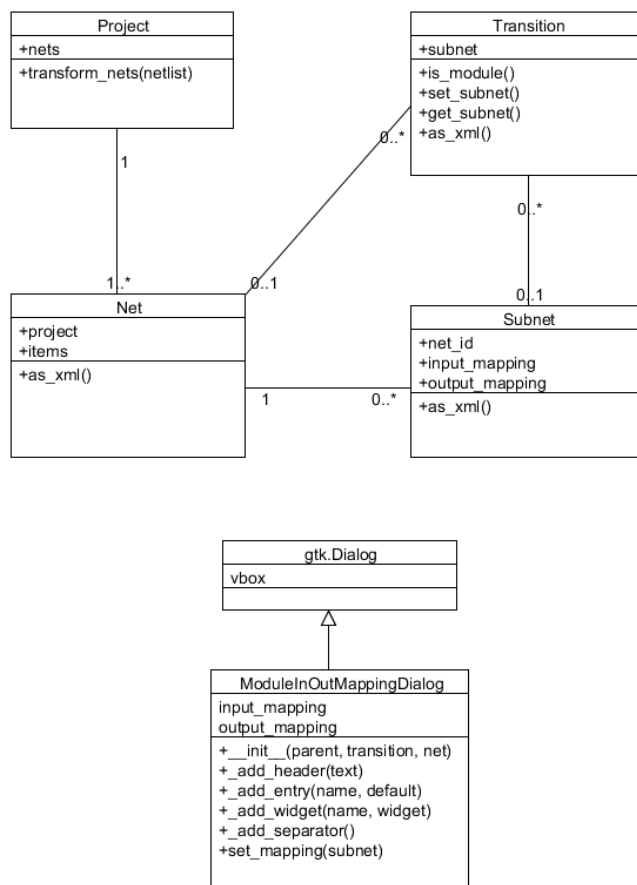 Project
+nets
+transform_nets(netlist)
Transition
+subnet
+is_module()
+set_subnet()
+get_subnet()
+as_xml()
1
0..*
0..*
1..*
0..1
0..1
Net
+project
+items
+as_xml()
Subnet
+net_id
+input_mapping
+output_mapping
+as_xml()
1
0..*
gtk.Dialog
vbox
ModuleInOutMappingDialog
input_mapping
output_mapping
+__init__(parent, transition, net)
+_add_header(text)
+_add_entry(name, default)
+_add_widget(name, widget)
+_add_separator()
+set_mapping(subnet)